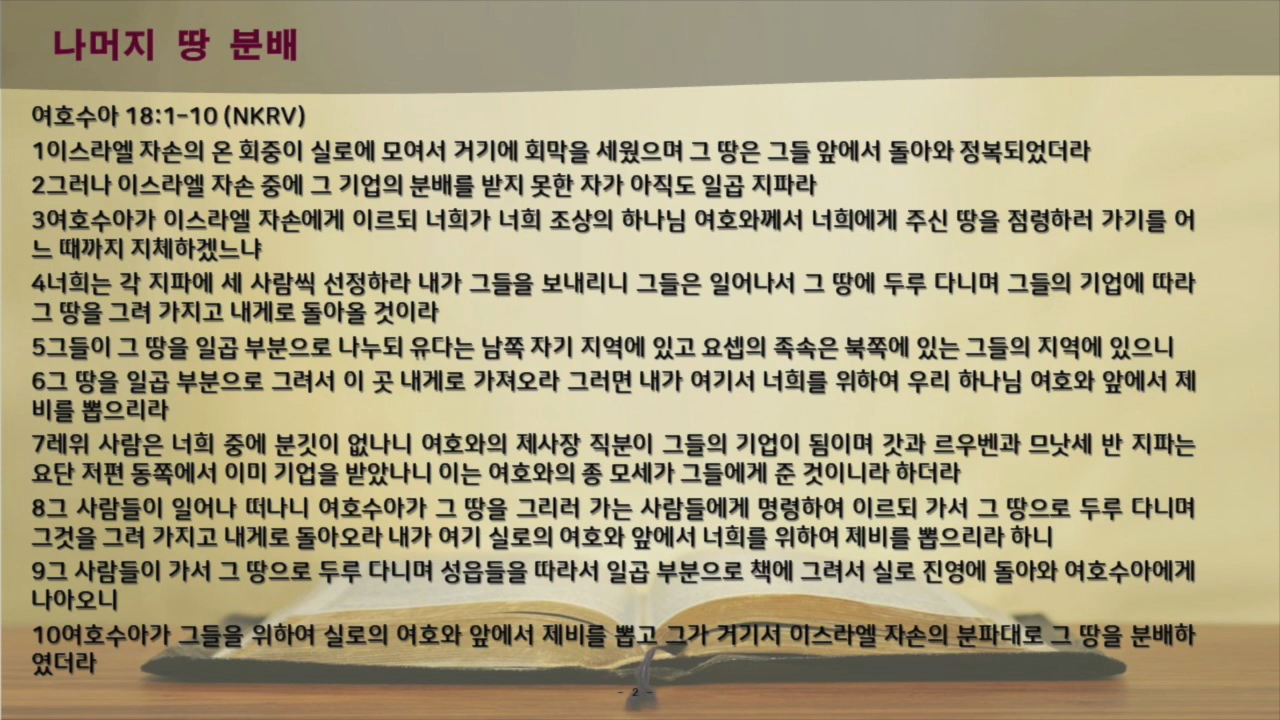 나머지 땅 분배
여호수아 18:1-10 (NKRV)
1이스라엘 자손의 온 회중이 실로에 모여서 거기에 회막을 세웠으며 그 땅은 그들 앞에서 돌아와 정복되었더라
2그러나 이스라엘 자손 중에 그 기업의 분배를 받지 못한 자가 아직도 일곱 지파라
3여호수아가 이스라엘 자손에게 이르되 너희가 너희 조상의 하나님 여호와께서 너희에게 주신 땅을 점령하러 가기를 어
느 때까지 지체하겠느냐
4너희는 각 지파에 세 사람씩 선정하라 내가 그들을 보내리니 그들은 일어나서 그 땅에 두루 다니며 그들의 기업에 따라
그 땅을 그려 가지고 내게로 돌아올 것이라
5그들이 그 땅을 일곱 부분으로 나누되 유다는 남쪽 자기 지역에 있고 요셉의 족속은 북쪽에 있는 그들의 지역에 있으니
6그 땅을 일곱 부분으로 그려서 이 곳 내게로 가져오라 그러면 내가 여기서 너희를 위하여 우리 하나님 여호와 앞에서 제
비를 뽑으리라
7레위 사람은 너희 중에 분깃이 없나니 여호와의 제사장 직분이 그들의 기업이 됨이며 갓과 르우벤과 므낫세 반 지파는
요단 저편 동쪽에서 이미 기업을 받았나니 이는 여호와의 종 모세가 그들에게 준 것이니라 하더라
8그 사람들이 일어나 떠나니 여호수아가 그 땅을 그리러 가는 사람들에게 명령하여 이르되 가서 그 땅으로 두루 다니며
그것을 그려 가지고 내게로 돌아오라 내가 여기 실로의 여호와 앞에서 너희를 위하여 제비를 뽑으리라 하니
9그 사람들이 가서 그 땅으로 두루 다니며 성읍들을 따라서 일곱 부분으로 책에 그려서 실로 진영에 돌아와 여호수아에게
나아오니
10여호수아가 그들을 위하여 실로의 여호와 앞에서 제비를 뽑고 그가 거기서 이스라엘 자손의 분파대로 그 땅을 분배하
였더라
- 2 -